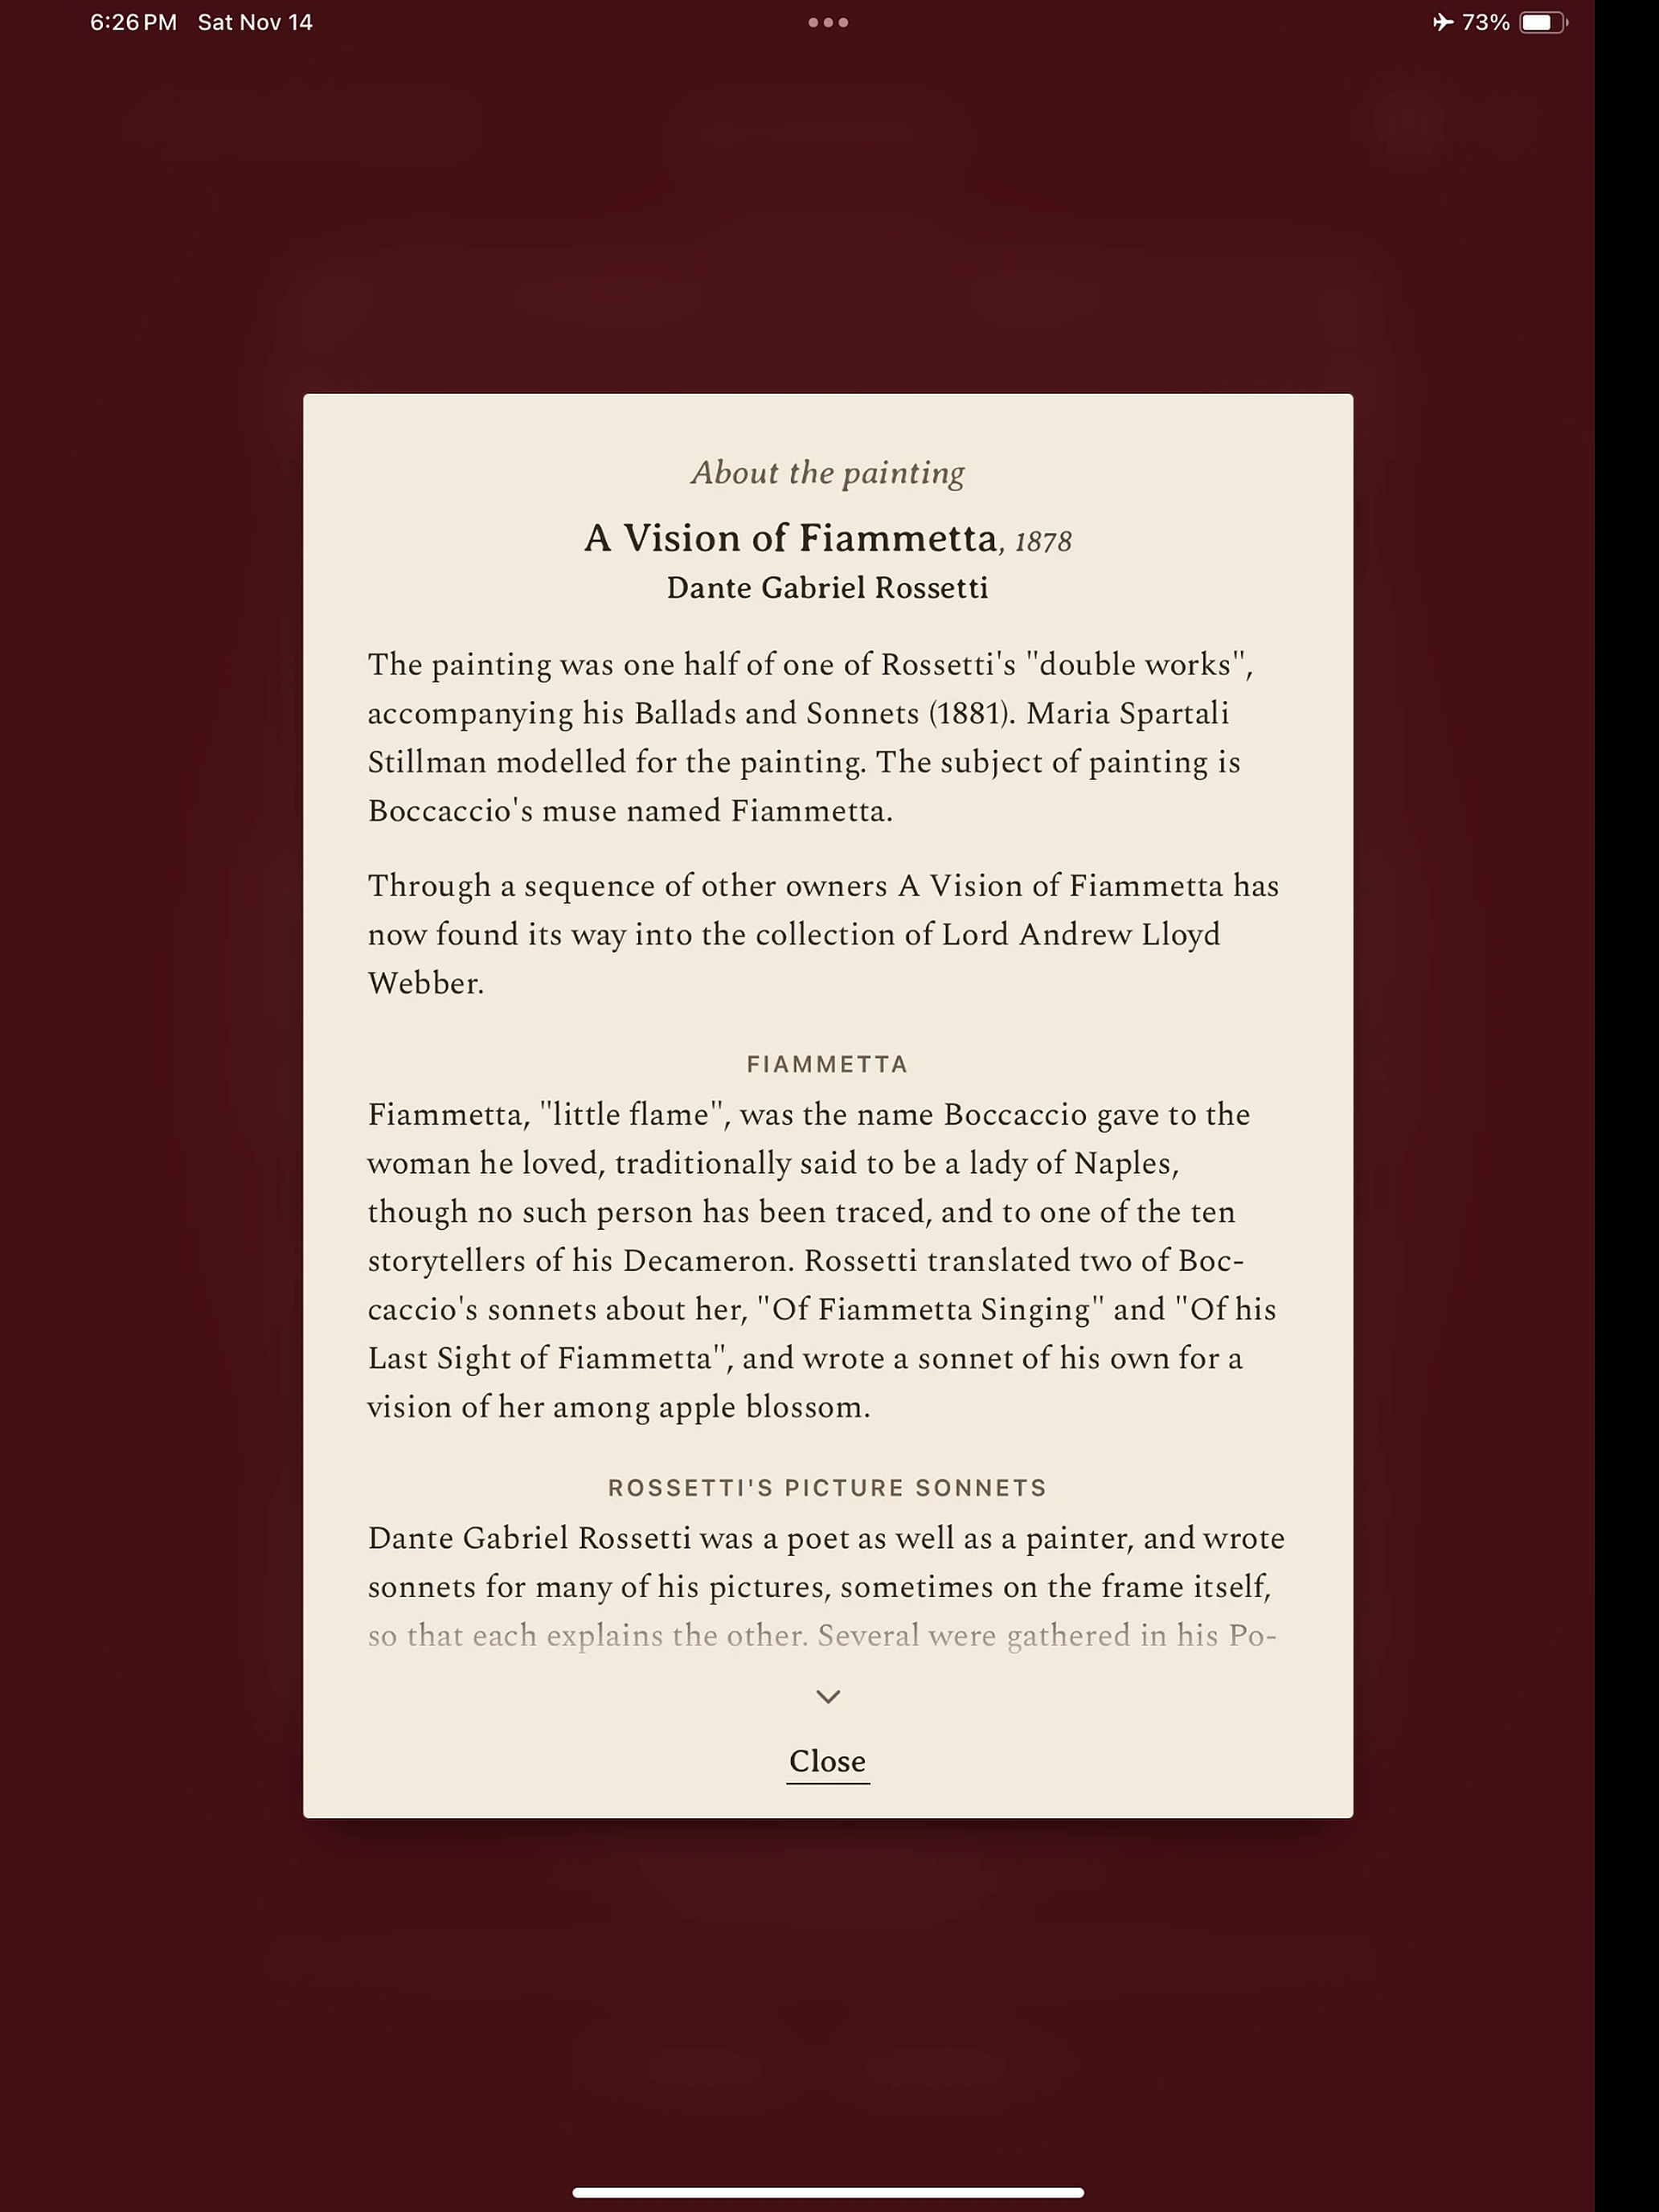 6:26 PM Sat Nov 14
73%
About the painting
A Vision of Fiammetta, 1878
Dante Gabriel Rossetti
The painting was one half of one of Rossetti's "double works",
accompanying his Ballads and Sonnets (1881). Maria Spartali
Stillman modelled for the painting. The subject of painting is
Boccaccio's muse named Fiammetta.
Through a sequence of other owners A Vision of Fiammetta has
now found its way into the collection of Lord Andrew Lloyd
Webber.
FIAMMETTA
Fiammetta, "little flame", was the name Boccaccio gave to the
woman he loved, traditionally said to be a lady of Naples,
though no such person has been traced, and to one of the ten
storytellers of his Decameron. Rossetti translated two of Boc-
caccio's sonnets about her, "Of Fiammetta Singing" and "Of his
Last Sight of Fiammetta", and wrote a sonnet of his own for a
vision of her among apple blossom.
ROSSETTI'S PICTURE SONNETS
Dante Gabriel Rossetti was a poet as well as a painter, and wrote
sonnets for many of his pictures, sometimes on the frame itself,
so that each explains the other. Several were gathered in his Po-
Close